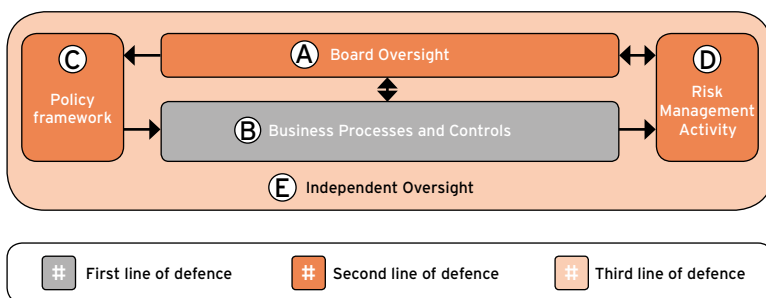 A Board Oversight
C
Policy
framework
D
Risk
Management
Activity
B Business Processes and Controls
E Independent Oversight
# First line of defence
# Second line of defence
# Third line of defence